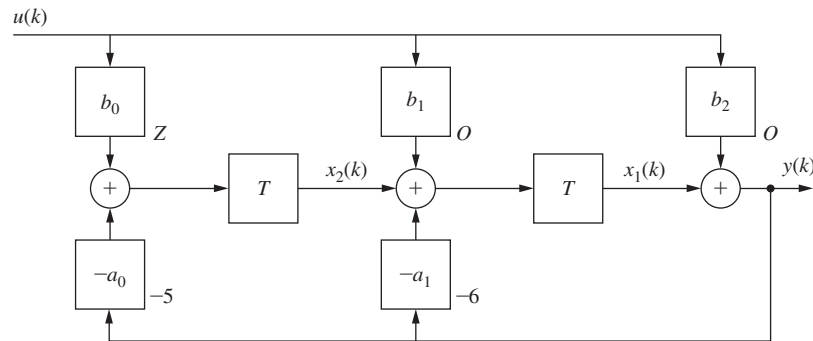 u(k)
b₀ b₁ b₂
Z O O
x₂(k) x₁(k) y(k)
+ T + T +
−a₀ −a₁
−5 −6